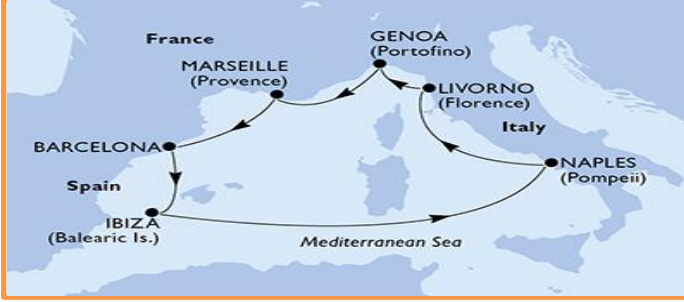 France
GENOA
(Portofino)
MARSEILLE
(Provence)
LIVORNO
(Florence)
Italy
BARCELONA
NAPLES
(Pompeii)
Spain
IBIZA
(Balearic Is.)
Mediterranean Sea